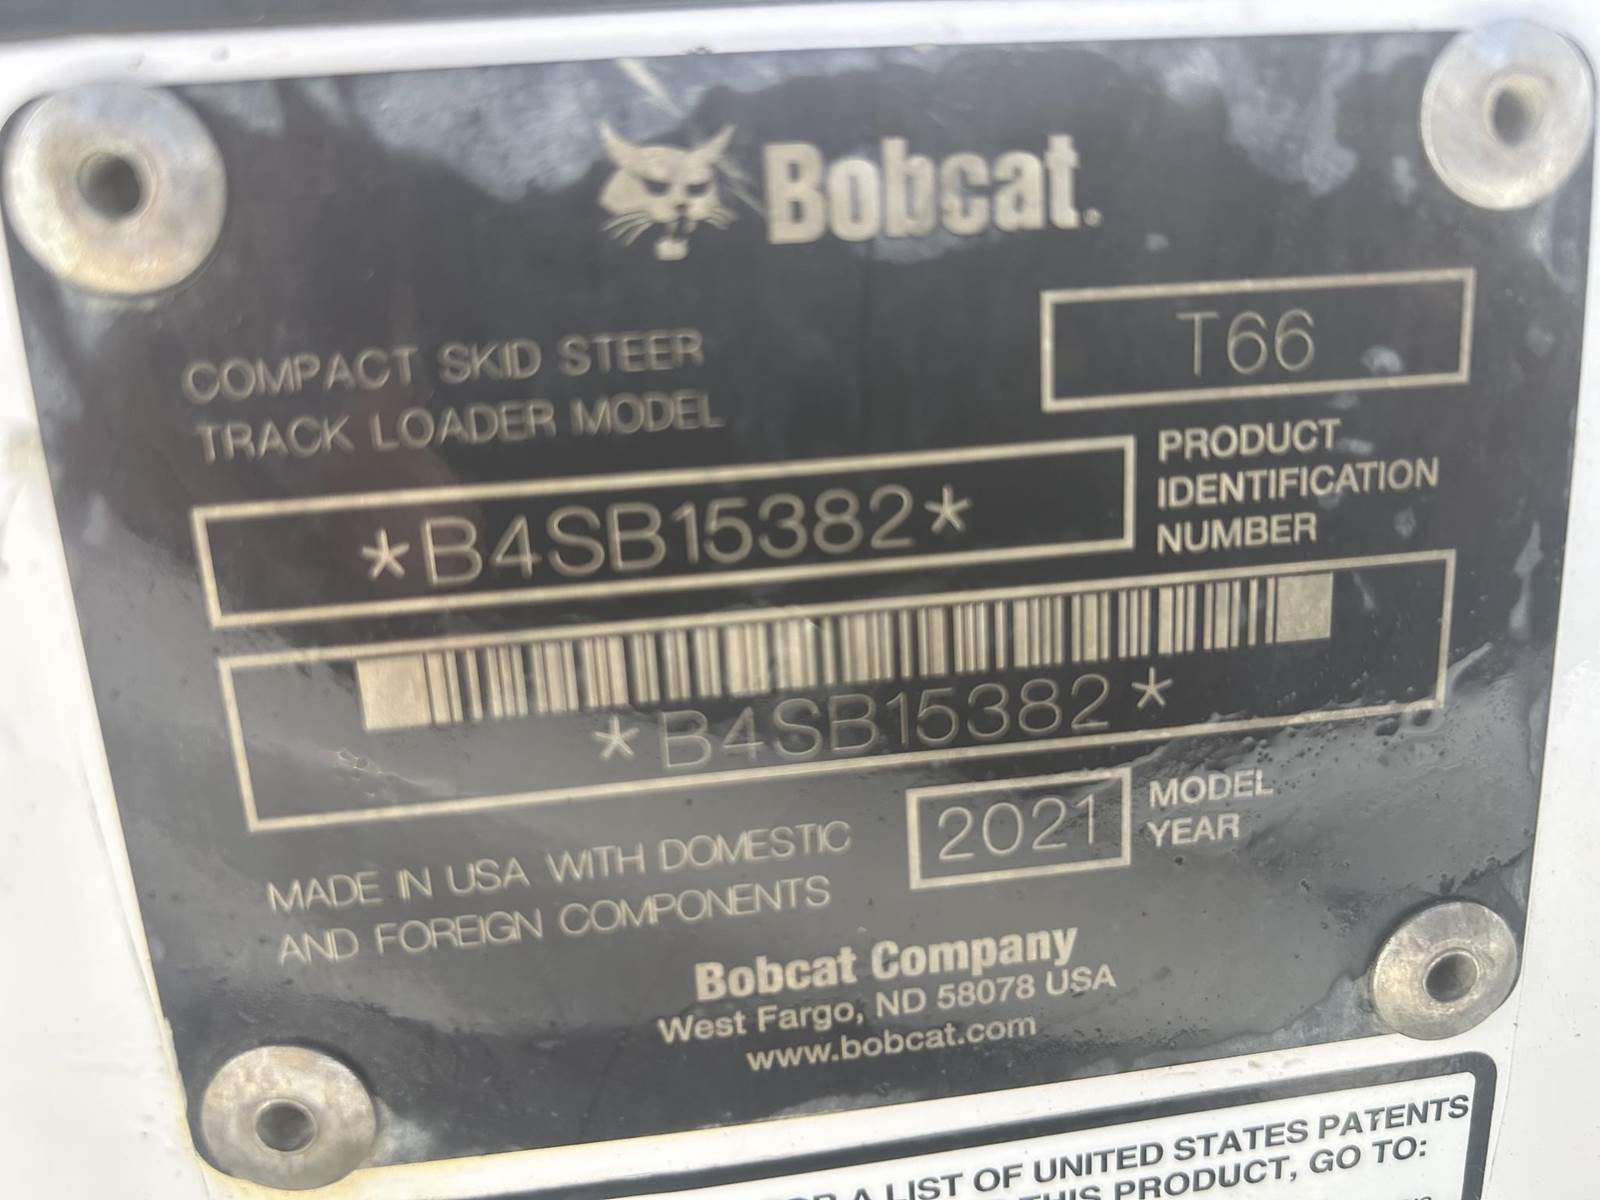 Bobcat.
COMPACT SKID STEER
TRACK LOADER MODEL
T66
PRODUCT
IDENTIFICATION
NUMBER
*B4SB15382*
*B4SB15382*
2021
MODEL
YEAR
MADE IN USA WITH DOMESTIC
AND FOREIGN COMPONENTS
Bobcat Company
West Fargo, ND 58078 USA
www.bobcat.com
A LIST OF UNITED STATES PATENTS
THIS PRODUCT, GO TO: